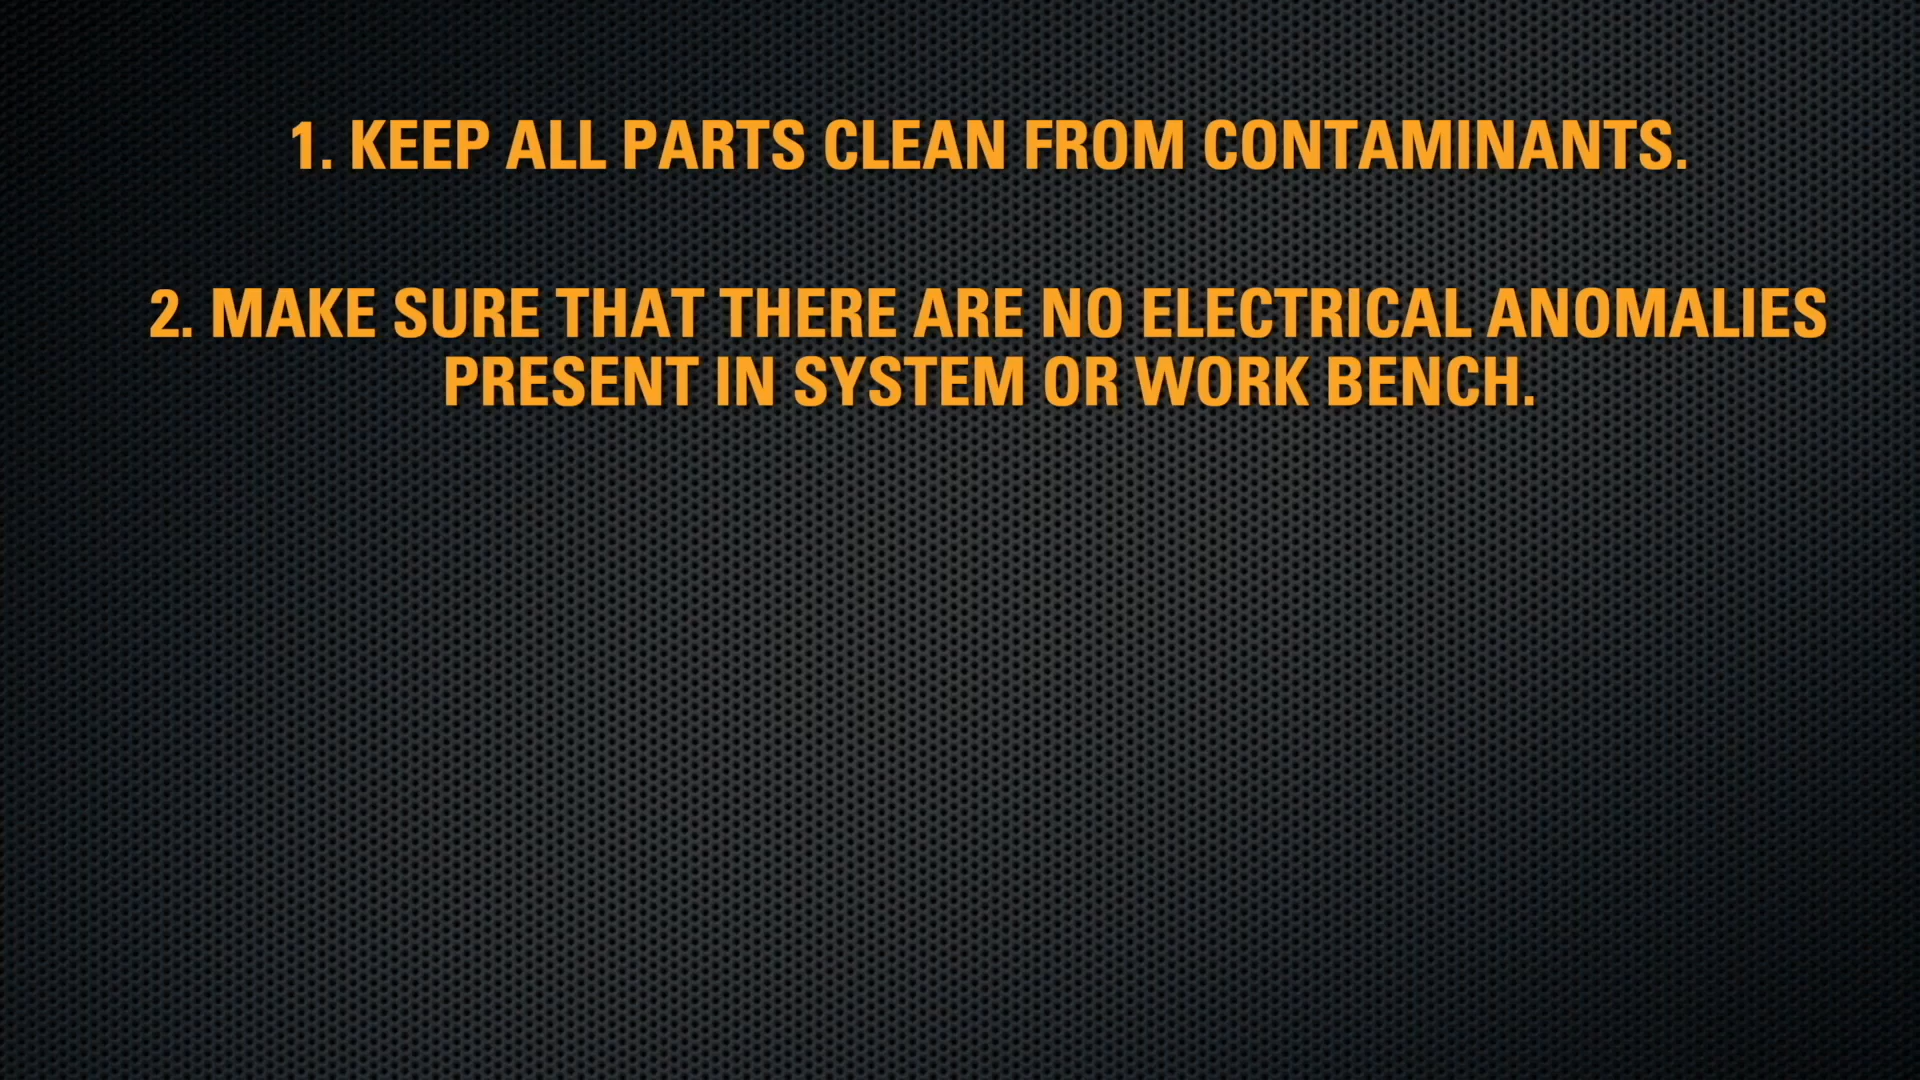 1. KEEP ALL PARTS CLEAN FROM CONTAMINANTS.
2. MAKE SURE THAT THERE ARE NO ELECTRICAL ANOMALIES
PRESENT IN SYSTEM OR WORK BENCH.